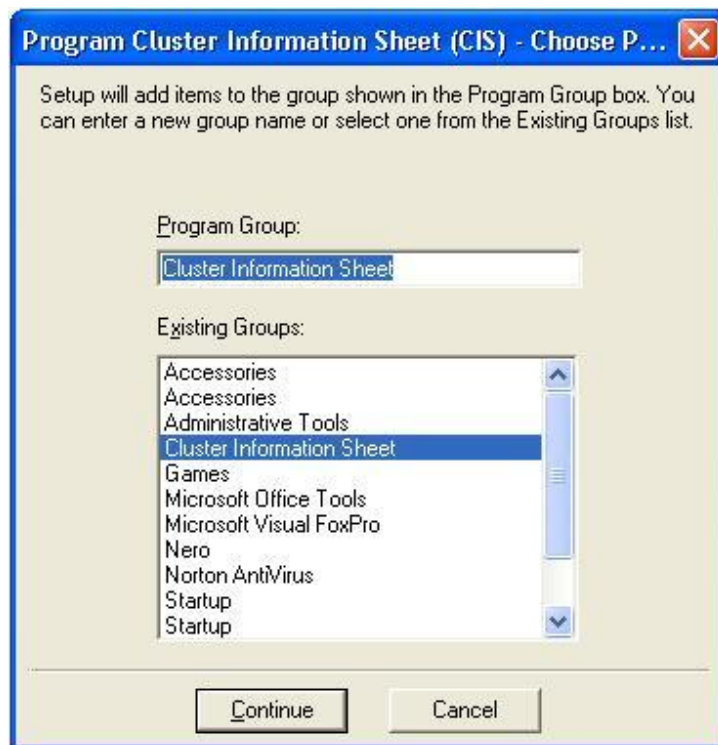 Program Cluster Information Sheet (CIS) - Choose P...
Setup will add items to the group shown in the Program Group box. You
can enter a new group name or select one from the Existing Groups list.
Program Group:
Cluster Information Sheet
Existing Groups:
Accessories
Accessories
Administrative Tools
Cluster Information Sheet
Games
Microsoft Office Tools
Microsoft Visual FoxPro
Nero
Norton AntiVirus
Startup
Startup
Continue
Cancel